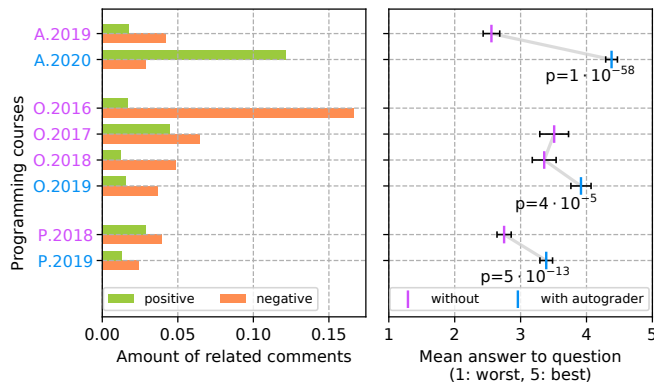 Programming courses
A.2019
A.2020
O.2016
O.2017
O.2018
O.2019
P.2018
P.2019
positive negative
0.00 0.05 0.10 0.15
Amount of related comments
p=1 · 10⁻⁵⁸
p=4 · 10⁻⁵
p=5 · 10⁻¹³
without with autograder
1 2 3 4 5
Mean answer to question
(1: worst, 5: best)